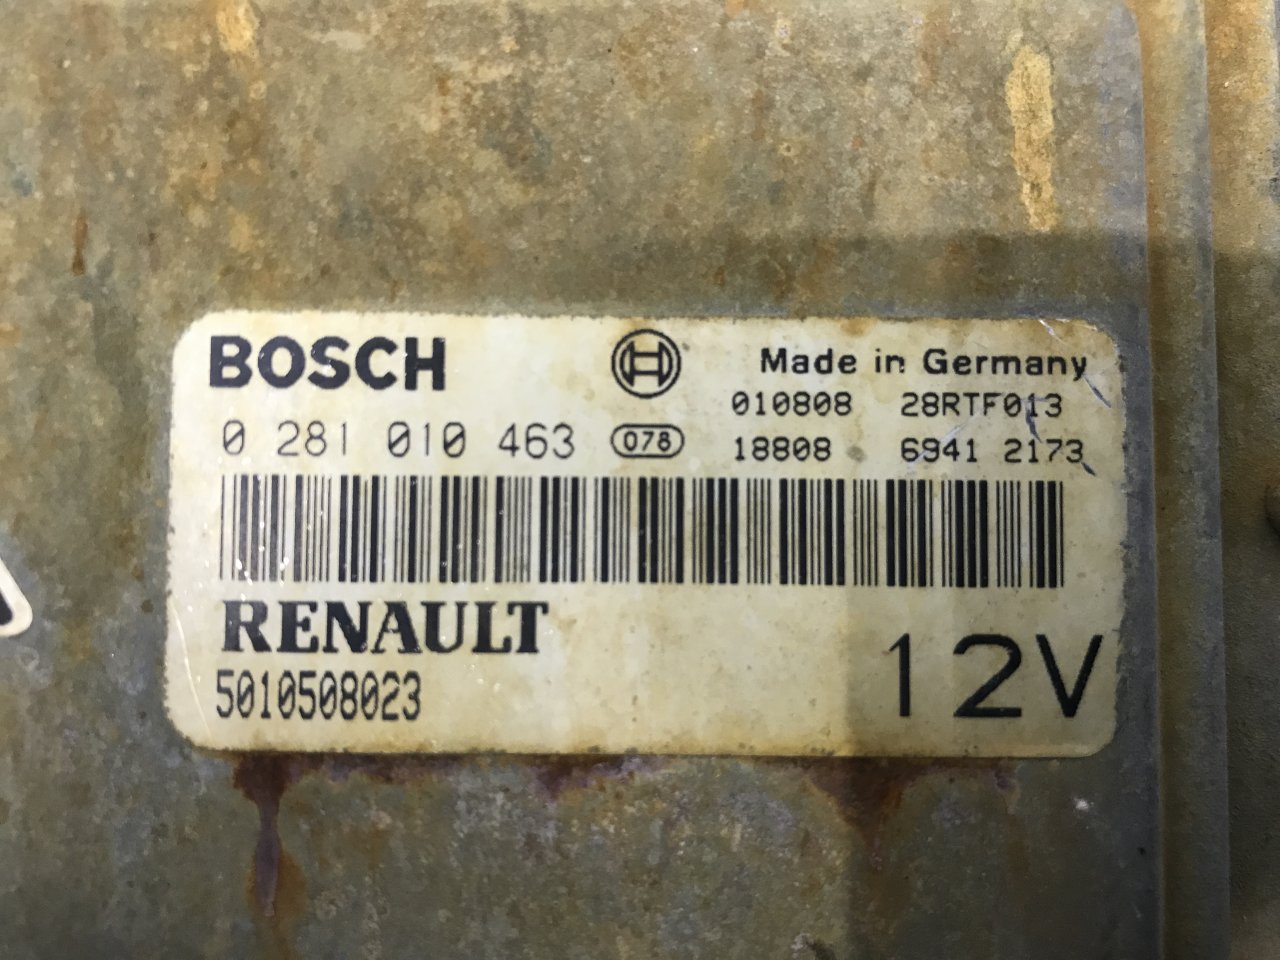 BOSCH
Made in Germany
010808 28RTF013
0 281 010 463 078 18808 6941 2173
RENAULT
5010508023
12V